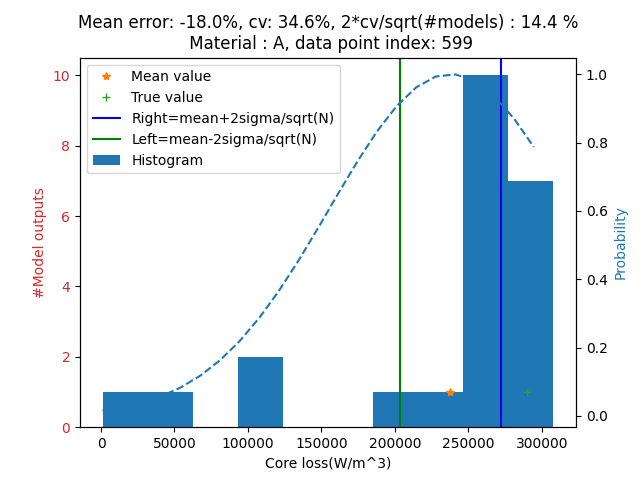 Mean error: -18.0%, cv: 34.6%, 2*cv/sqrt(#models) : 14.4 %
Material : A, data point index: 599
Mean value
True value
Right=mean+2sigma/sqrt(N)
Left=mean-2sigma/sqrt(N)
Histogram
#Model outputs
10
8
6
4
2
0
1.0
0.8
0.6
0.4
0.2
0.0
Probability
0 50000 100000 150000 200000 250000 300000
Core loss(W/m^3)